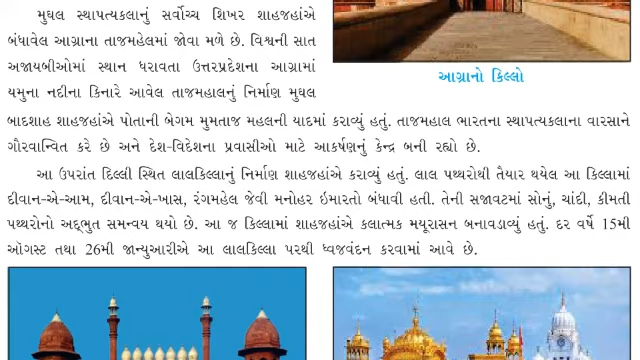 મુઘલ સ્થાપત્યકલાનું સર્વોચ્ચ શિખર શાહજહાંએ
બંધાવેલ આગ્રાના તાજમહેલમાં જોવા મળે છે. વિશ્વની સાત
અજાયબીઓમાં સ્થાન ધરાવતા ઉત્તરપ્રદેશના આગ્રામાં
યમુના નદીના કિનારે આવેલ તાજમહાલનું નિર્માણ મુઘલ
આગ્રાનો કિલ્લો
બાદશાહ શાહજહાંએ પોતાની બેગમ મુમતાજ મહલની યાદમાં કરાવ્યું હતું. તાજમહાલ ભારતના સ્થાપત્યકલાના વારસાને
ગૌરવાન્વિત કરે છે અને દેશ-વિદેશના પ્રવાસીઓ માટે આકર્ષણનું કેન્દ્ર બની રહ્યો છે.
આ ઉપરાંત દિલ્લી સ્થિત લાલકિલ્લાનું નિર્માણ શાહજહાંએ કરાવ્યું હતું. લાલ પથ્થરોથી તૈયાર થયેલ આ કિલ્લામાં
દીવાન-એ-આમ, દીવાન-એ-ખાસ, રંગમહેલ જેવી મનોહર ઇમારતો બંધાવી હતી. તેની સજાવટમાં સોનું, ચાંદી, કીમતી
પથ્થરોનો અદ્ભુત સમન્વય થયો છે. આ જ કિલ્લામાં શાહજહાંએ કલાત્મક મયૂરાસન બનાવડાવ્યું હતું. દર વર્ષે 15મી
ઑગસ્ટ તથા 26મી જાન્યુઆરીએ આ લાલકિલ્લા પરથી ધ્વજવંદન કરવામાં આવે છે.